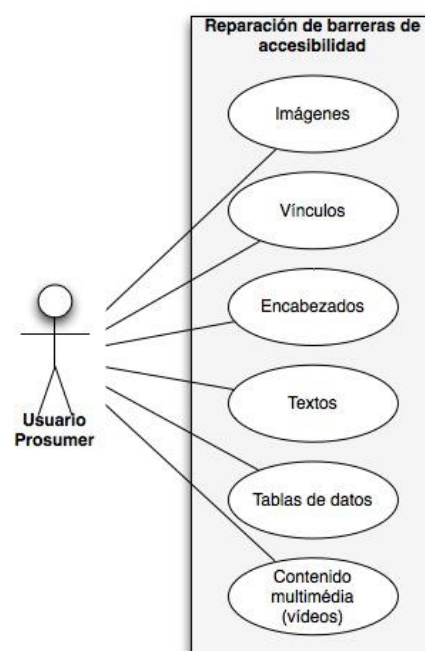 Reparación de barreras de
accesibilidad
Imágenes
Vínculos
Encabezados
Textos
Tablas de datos
Contenido
multimédia
(vídeos)
Usuario
Prosumer